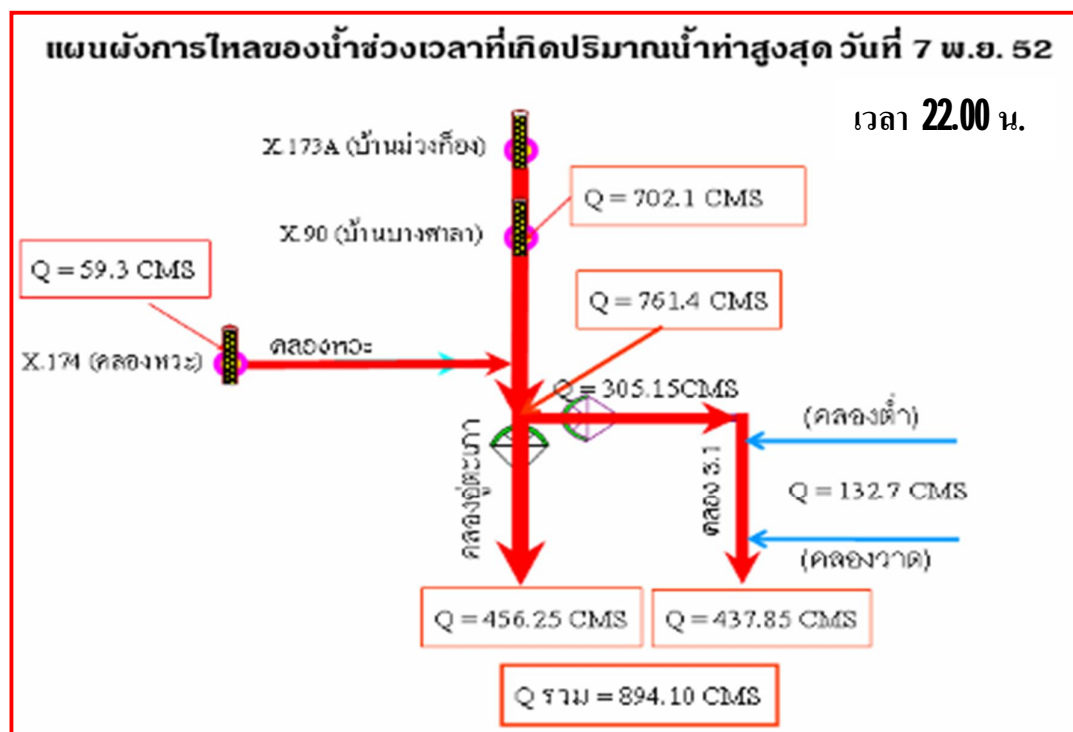 แผนผังการไหลของน้ำช่วงเวลาที่เกิดปริมาณน้ำท่าสูงสุด วันที่ 7 พ.ย. 52
เวลา 22.00 น.
X.173A (บ้านม่วงก็อง)
Q = 702.1 CMS
X.90 (บ้านบางศาลา)
Q = 59.3 CMS
Q = 761.4 CMS
X.174 (คลองหวะ)
คลองหวะ
Q = 305.15CMS
(คลองต่ำ)
คลองอู่ตะเภา
คลอง ร.1
Q = 132.7 CMS
(คลองวาด)
Q = 456.25 CMS
Q = 437.85 CMS
Q รวม = 894.10 CMS